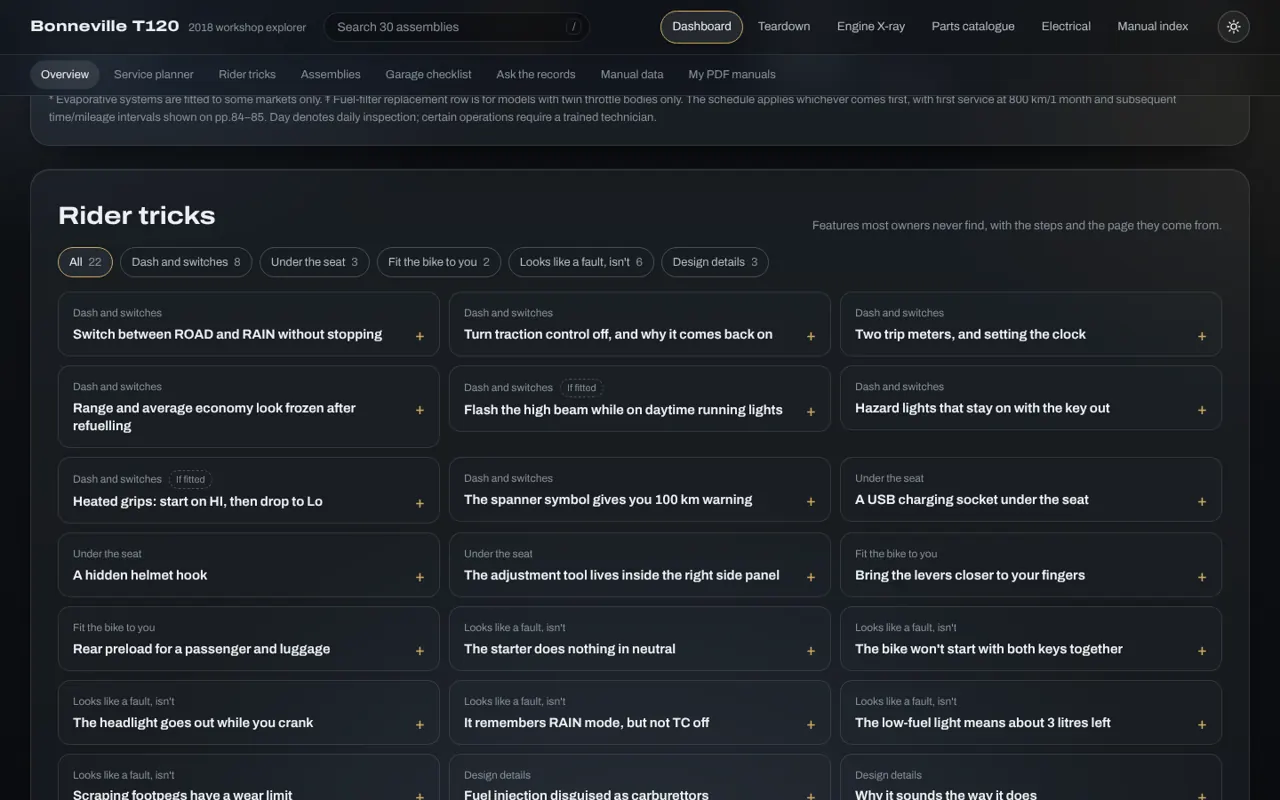 Bonneville T120 2018 workshop explorer Search 30 assemblies / Dashboard Teardown Engine X-ray Parts catalogue Electrical Manual index
Overview Service planner Rider tricks Assemblies Garage checklist Ask the records Manual data My PDF manuals
* Evaporative systems are fitted to some markets only. ‡ Fuel-filter replacement row is for models with twin throttle bodies only. The schedule applies whichever comes first, with first service at 800 km/1 month and subsequent
time/mileage intervals shown on pp.84–85. Day denotes daily inspection; certain operations require a trained technician.
Rider tricks
Features most owners never find, with the steps and the page they come from.
All 22 Dash and switches 8 Under the seat 3 Fit the bike to you 2 Looks like a fault, isn't 6 Design details 3
Dash and switches
Switch between ROAD and RAIN without stopping +
Dash and switches
Turn traction control off, and why it comes back on +
Dash and switches
Two trip meters, and setting the clock +
Dash and switches
Range and average economy look frozen after
refuelling +
Dash and switches If fitted
Flash the high beam while on daytime running lights +
Dash and switches
Hazard lights that stay on with the key out +
Dash and switches If fitted
Heated grips: start on HI, then drop to Lo +
Dash and switches
The spanner symbol gives you 100 km warning +
Under the seat
A USB charging socket under the seat +
Under the seat
A hidden helmet hook +
Under the seat
The adjustment tool lives inside the right side panel +
Fit the bike to you
Bring the levers closer to your fingers +
Fit the bike to you
Rear preload for a passenger and luggage +
Looks like a fault, isn't
The starter does nothing in neutral +
Looks like a fault, isn't
The bike won't start with both keys together +
Looks like a fault, isn't
The headlight goes out while you crank +
Looks like a fault, isn't
It remembers RAIN mode, but not TC off +
Looks like a fault, isn't
The low-fuel light means about 3 litres left +
Looks like a fault, isn't
Scraping footpegs have a wear limit +
Design details
Fuel injection disguised as carburettors +
Design details
Why it sounds the way it does +